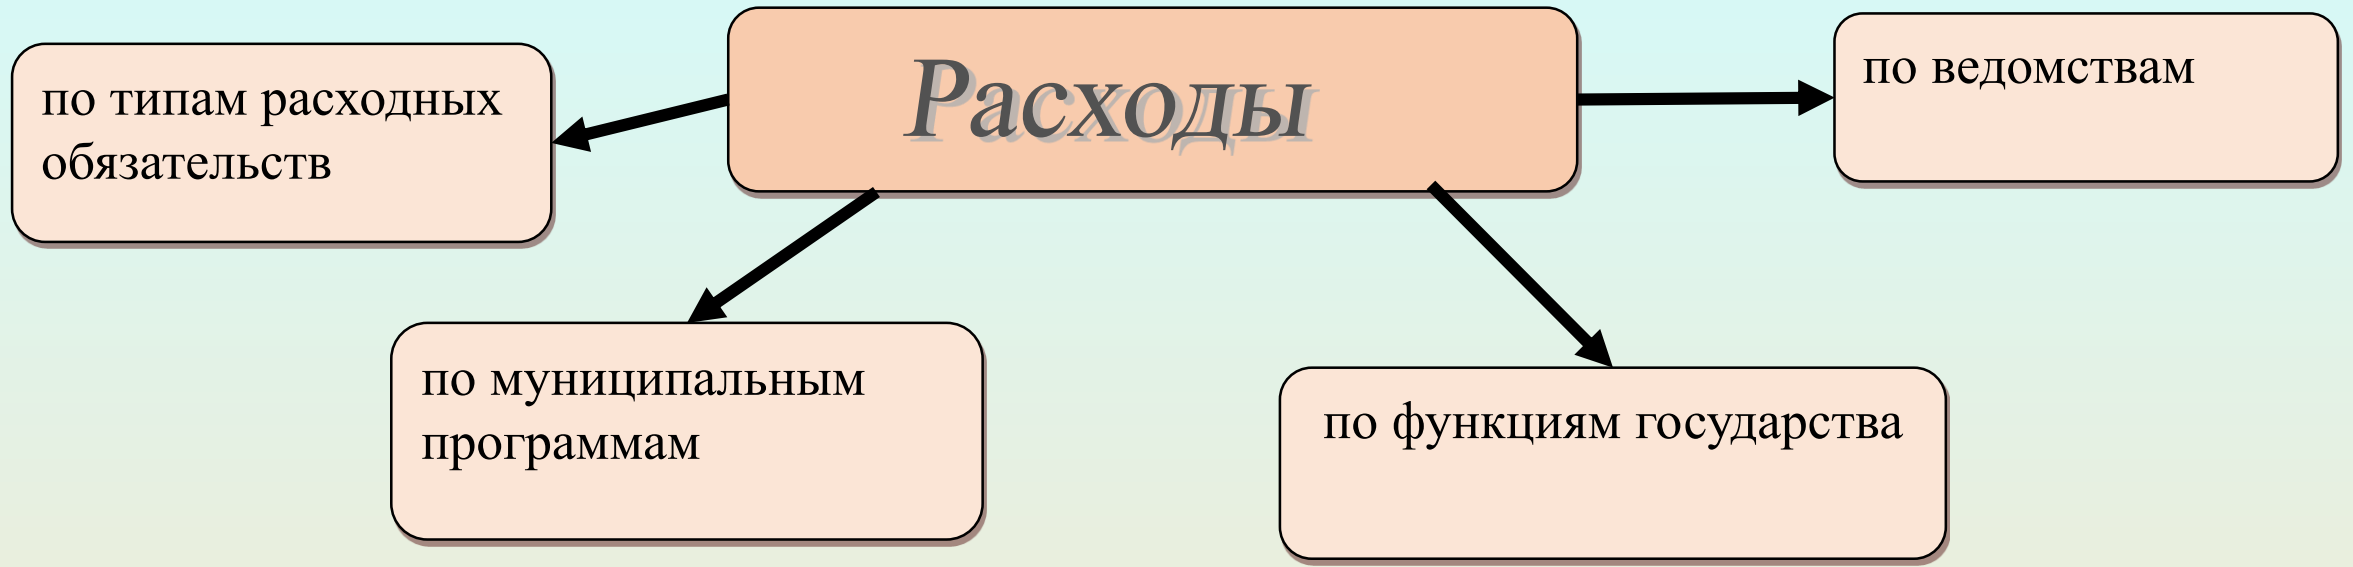 Расходы
по типам расходных
обязательств
по ведомствам
по муниципальным
программам
по функциям государства